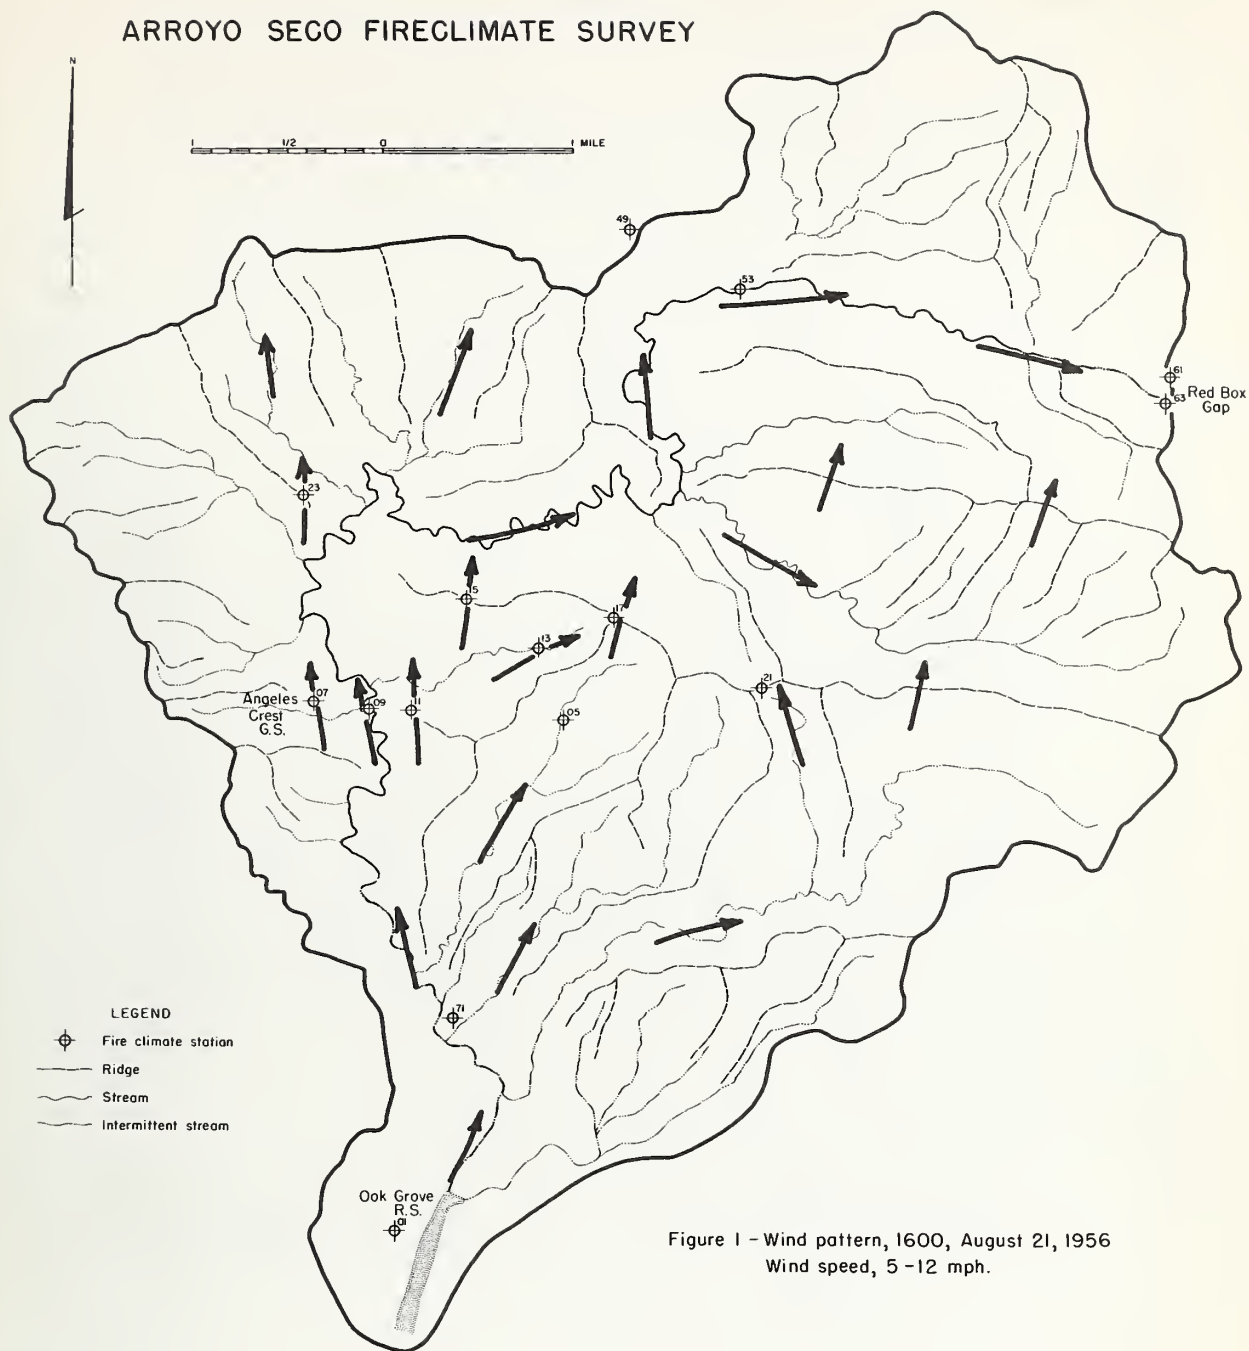 ARROYO SECO FIRECLIMATE SURVEY
N
1 1/2 0 1 MILE
49
53
61
63
Red Box
Gap
23
15
17
13
21
Angeles
Crest
G.S.
07
09
11
05
71
LEGEND
Fire climate station
Ridge
Stream
Intermittent stream
Oak Grove
R.S.
01
Figure 1 - Wind pattern, 1600, August 21, 1956
Wind speed, 5-12 mph.